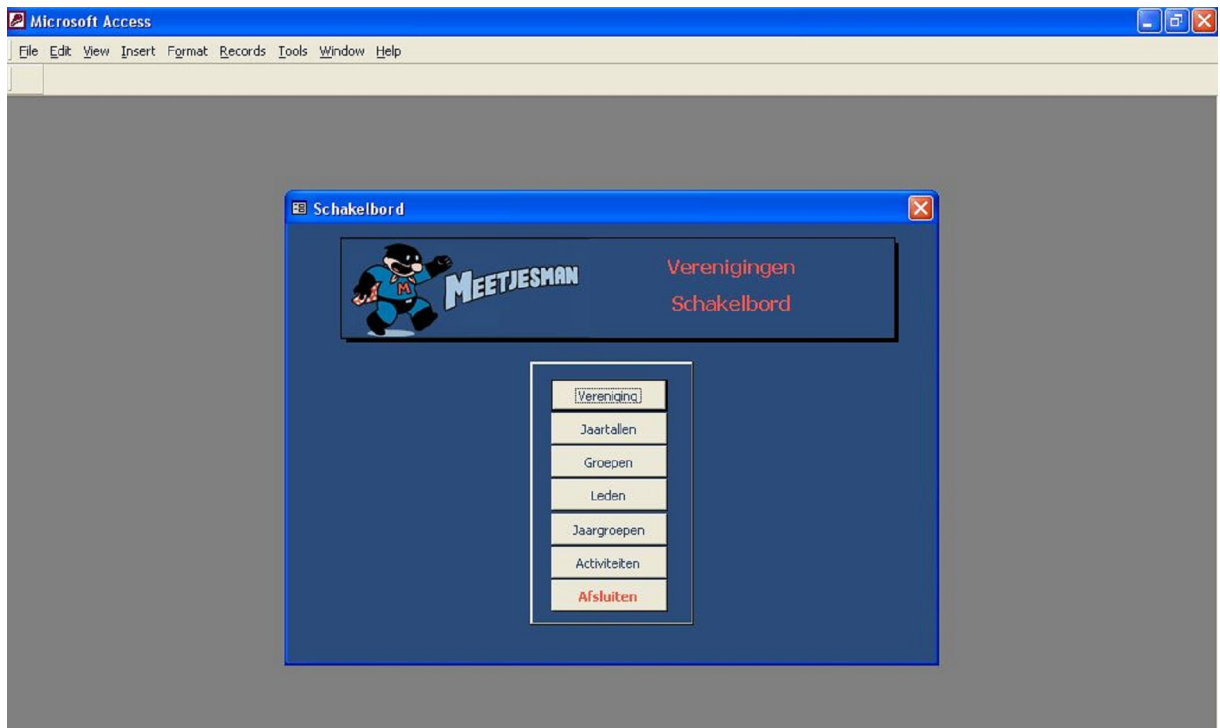 Microsoft Access
File Edit View Insert Format Records Tools Window Help
Schakelbord
M
MEETJESMAN
Verenigingen
Schakelbord
Vereniging
Jaartallen
Groepen
Leden
Jaargroepen
Activiteiten
Afsluiten